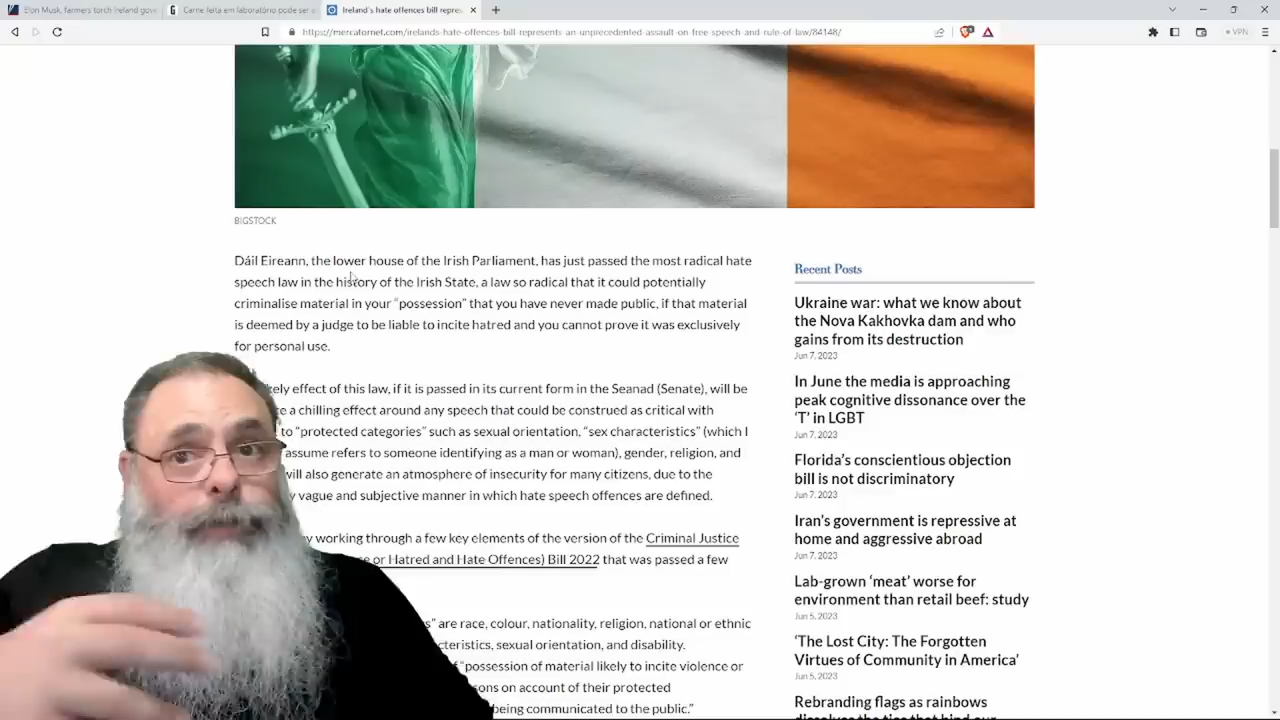 Elon Musk, farmers torch Ireland gov
Carne feita em laboratório pode ser a
Ireland's hate offences bill repres
https://mercatornet.com/irelands-hate-offences-bill-represents-an-unprecedented-assault-on-free-speech-and-rule-of-law/84148/
VPN
BIGSTOCK
Dáil Eireann, the lower house of the Irish Parliament, has just passed the most radical hate
speech law in the history of the Irish State, a law so radical that it could potentially
criminalise material in your “possession” that you have never made public, if that material
is deemed by a judge to be liable to incite hatred and you cannot prove it was exclusively
for personal use.
effect of this law, if it is passed in its current form in the Seanad (Senate), will be
a chilling effect around any speech that could be construed as critical with
to “protected categories” such as sexual orientation, “sex characteristics” (which I
assume refers to someone identifying as a man or woman), gender, religion, and
will also generate an atmosphere of insecurity for many citizens, due to the
vague and subjective manner in which hate speech offences are defined.
working through a few key elements of the version of the Criminal Justice
or Hatred and Hate Offences) Bill 2022 that was passed a few
are race, colour, nationality, religion, national or ethnic
sexual orientation, and disability.
“possession of material likely to incite violence or
on account of their protected
being communicated to the public.”
Recent Posts
Ukraine war: what we know about
the Nova Kakhovka dam and who
gains from its destruction
Jun 7, 2023
In June the media is approaching
peak cognitive dissonance over the
‘T’ in LGBT
Jun 7, 2023
Florida’s conscientious objection
bill is not discriminatory
Jun 7, 2023
Iran’s government is repressive at
home and aggressive abroad
Jun 7, 2023
Lab-grown ‘meat’ worse for
environment than retail beef: study
Jun 5, 2023
‘The Lost City: The Forgotten
Virtues of Community in America’
Jun 5, 2023
Rebranding flags as rainbows